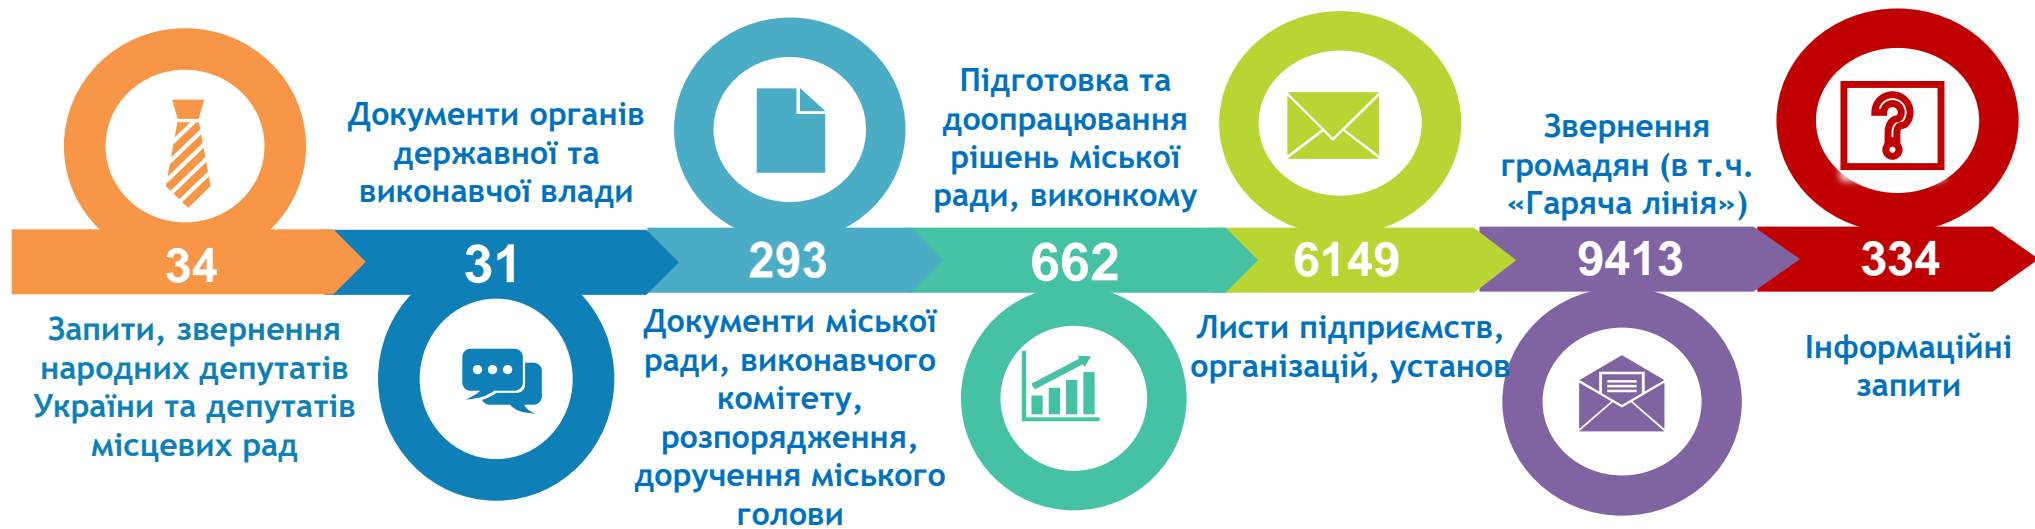 34
Запити, звернення
народних депутатів
України та депутатів
місцевих рад
Документи органів
державної та
виконавчої влади
31
293
Документи міської
ради, виконавчого
комітету,
розпорядження,
доручення міського
голови
Підготовка та
доопрацювання
рішень міської
ради, виконкому
662
6149
Листи підприємств,
організацій, установ
Звернення
громадян (в т.ч.
«Гаряча лінія»)
9413
334
Інформаційні
запити